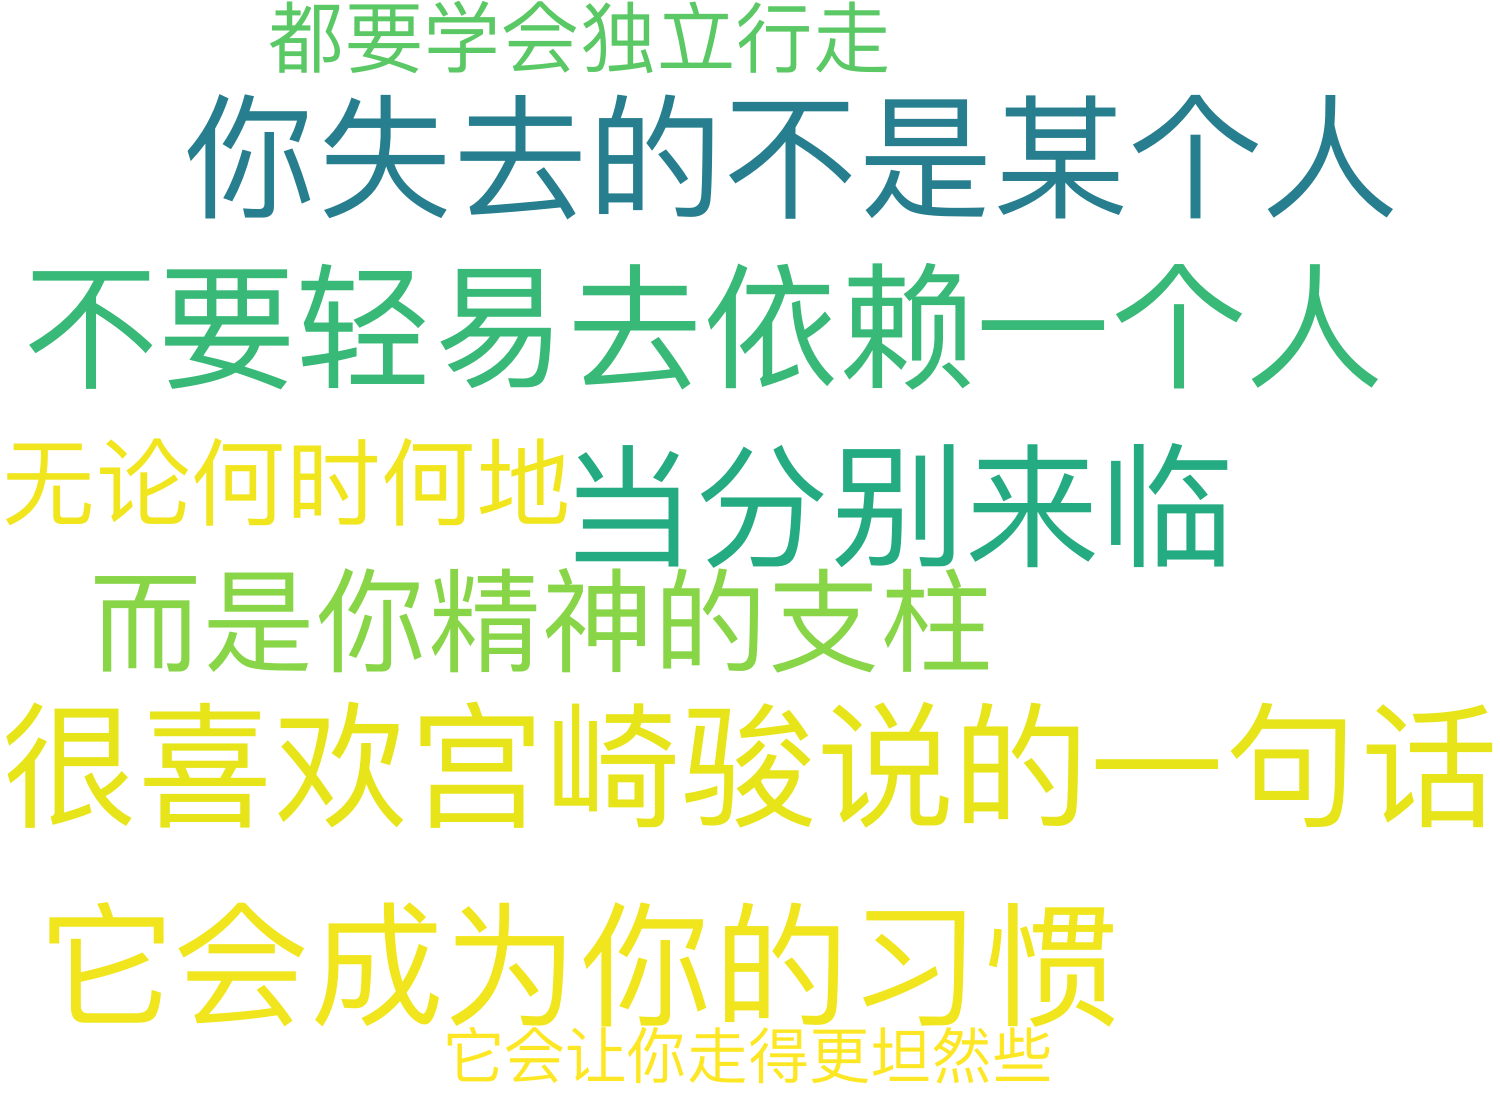 都要学会独立行走
你失去的不是某个人
不要轻易去依赖一个人
无论何时何地
当分别来临
而是你精神的支柱
很喜欢宫崎骏说的一句话
它会成为你的习惯
它会让你走得更坦然些